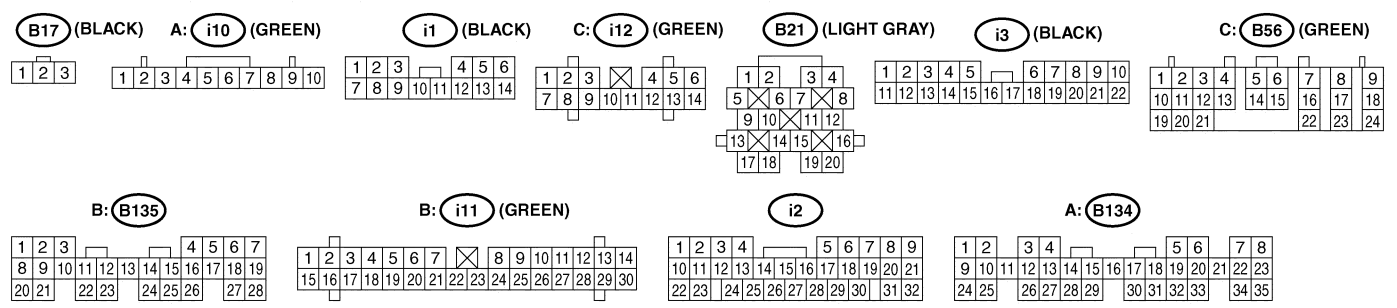 B17 (BLACK) A: i10 (GREEN) i1 (BLACK) C: i12 (GREEN) B21 (LIGHT GRAY) i3 (BLACK) C: B56 (GREEN)
1 2 3
1 2 3 4 5 6 7 8 9 10
1 2 3 4 5 6
7 8 9 10 11 12 13 14
1 2 3 4 5 6
7 8 9 10 11 12 13 14
1 2 3 4
5 6 7 8
9 10 11 12
13 14 15 16
17 18 19 20
1 2 3 4 5 6 7 8 9 10
11 12 13 14 15 16 17 18 19 20 21 22
1 2 3 4 5 6 7 8 9
10 11 12 13 14 15 16 17 18
19 20 21 22 23 24
B: B135 B: i11 (GREEN) i2 A: B134
1 2 3 4 5 6 7
8 9 10 11 12 13 14 15 16 17 18 19
20 21 22 23 24 25 26 27 28
1 2 3 4 5 6 7 8 9 10 11 12 13 14
15 16 17 18 19 20 21 22 23 24 25 26 27 28 29 30
1 2 3 4 5 6 7 8 9
10 11 12 13 14 15 16 17 18 19 20 21
22 23 24 25 26 27 28 29 30 31 32
1 2 3 4 5 6 7 8
9 10 11 12 13 14 15 16 17 18 19 20 21 22 23
24 25 26 27 28 29 30 31 32 33 34 35